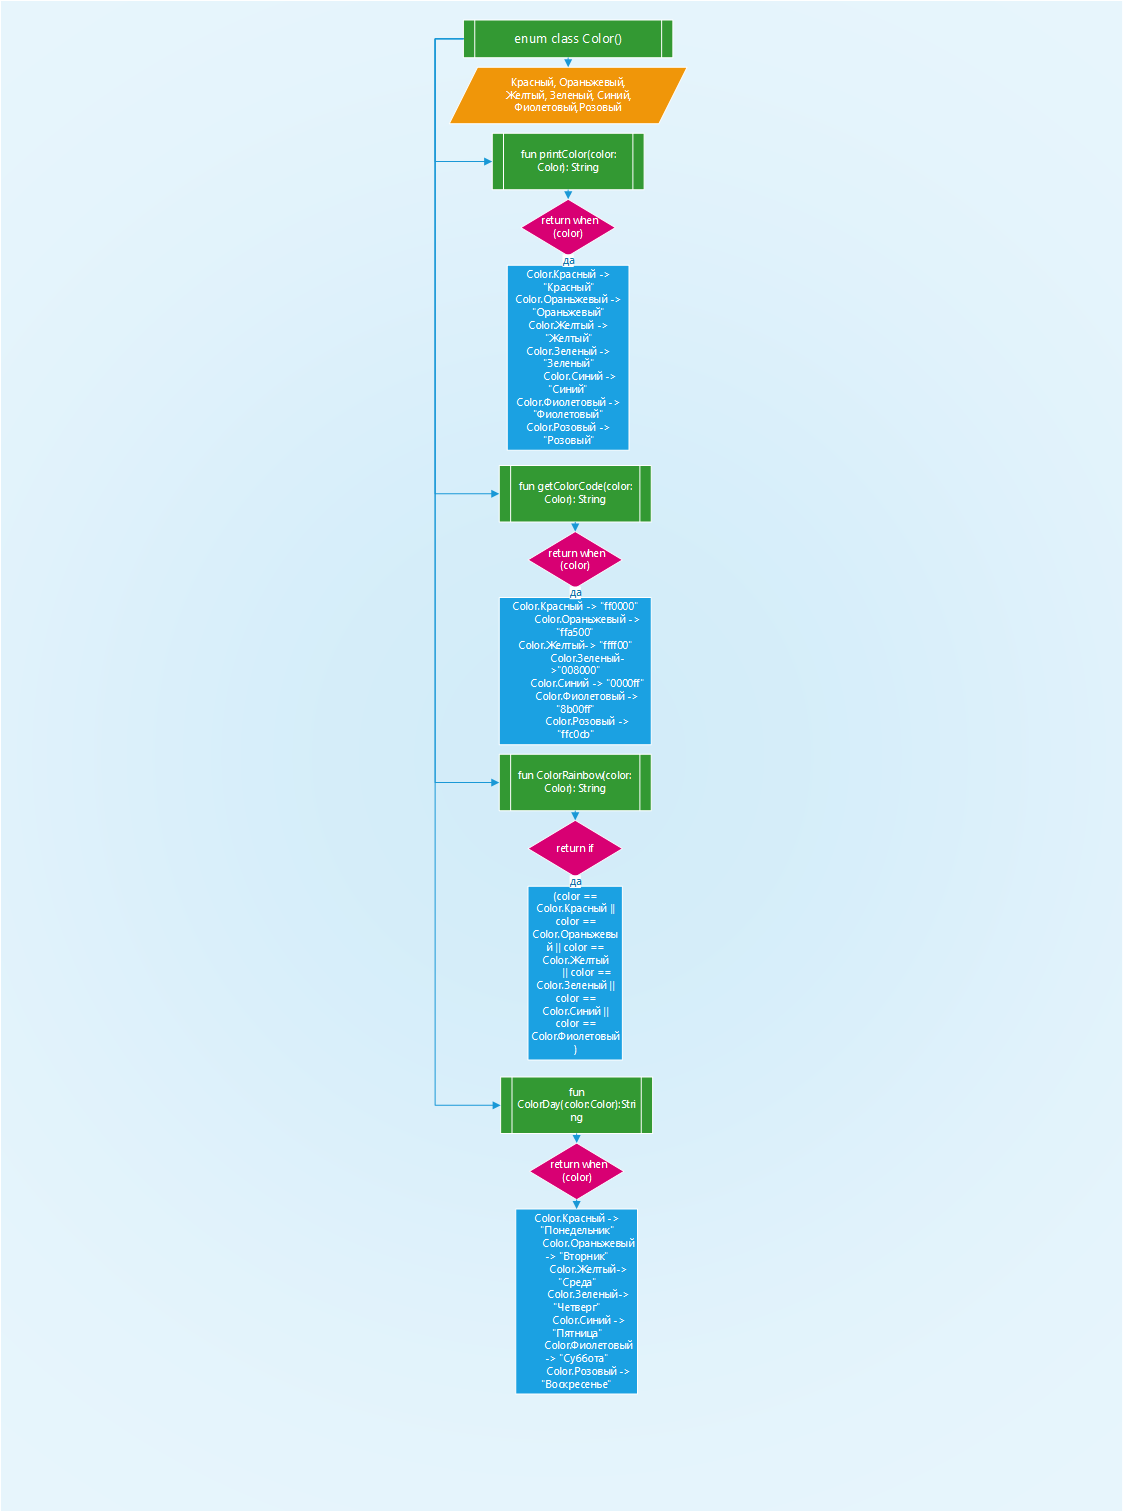 enum class Color()
Красный, Ораньжевый,
Желтый, Зеленый, Синий,
Фиолетовый,Розовый
fun printColor(color:
Color): String
return when
(color)
да
Color.Красный ->
"Красный"
Color.Ораньжевый ->
"Ораньжевый"
Color.Желтый ->
"Желтый"
Color.Зеленый ->
"Зеленый"
Color.Синий ->
"Синий"
Color.Фиолетовый ->
"Фиолетовый"
Color.Розовый ->
"Розовый"
fun getColorCode(color:
Color): String
return when
(color)
да
Color.Красный -> "ff0000"
Color.Ораньжевый ->
"ffa500"
Color.Желтый-> "ffff00"
Color.Зеленый-
>"008000"
Color.Синий -> "0000ff"
Color.Фиолетовый ->
"8b00ff"
Color.Розовый ->
"ffc0cb"
fun ColorRainbow(color:
Color): String
return if
да
(color ==
Color.Красный ||
color ==
Color.Ораньжевы
й || color ==
Color.Желтый
|| color ==
Color.Зеленый ||
color ==
Color.Синий ||
color ==
Color.Фиолетовый
)
fun
ColorDay(color:Color):Stri
ng
return when
(color)
Color.Красный ->
"Понедельник"
Color.Ораньжевый
-> "Вторник"
Color.Желтый->
"Среда"
Color.Зеленый->
"Четверг"
Color.Синий ->
"Пятница"
Color.Фиолетовый
-> "Суббота"
Color.Розовый ->
"Воскресенье"